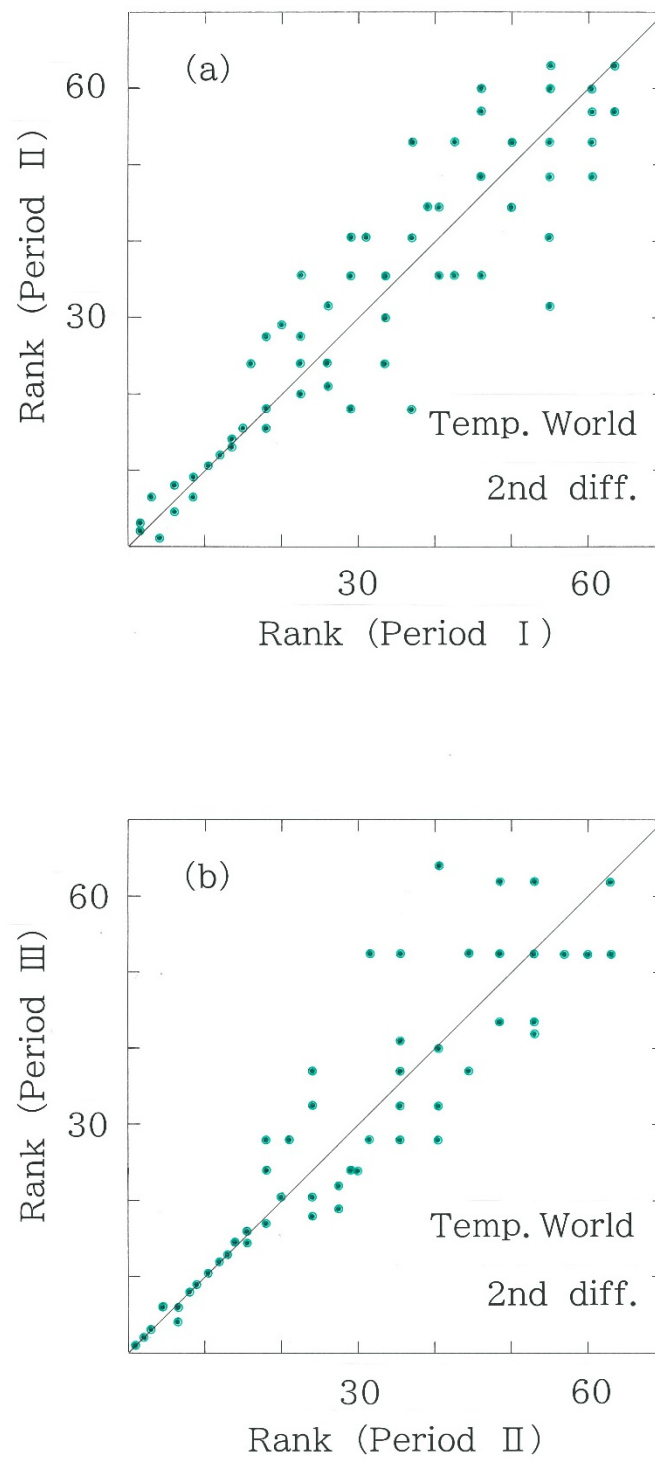 (a)
60
Rank (Period Ⅱ)
30
Temp. World
2nd diff.
30 60
Rank (Period Ⅰ)
(b)
60
Rank (Period Ⅲ)
30
Temp. World
2nd diff.
30 60
Rank (Period Ⅱ)